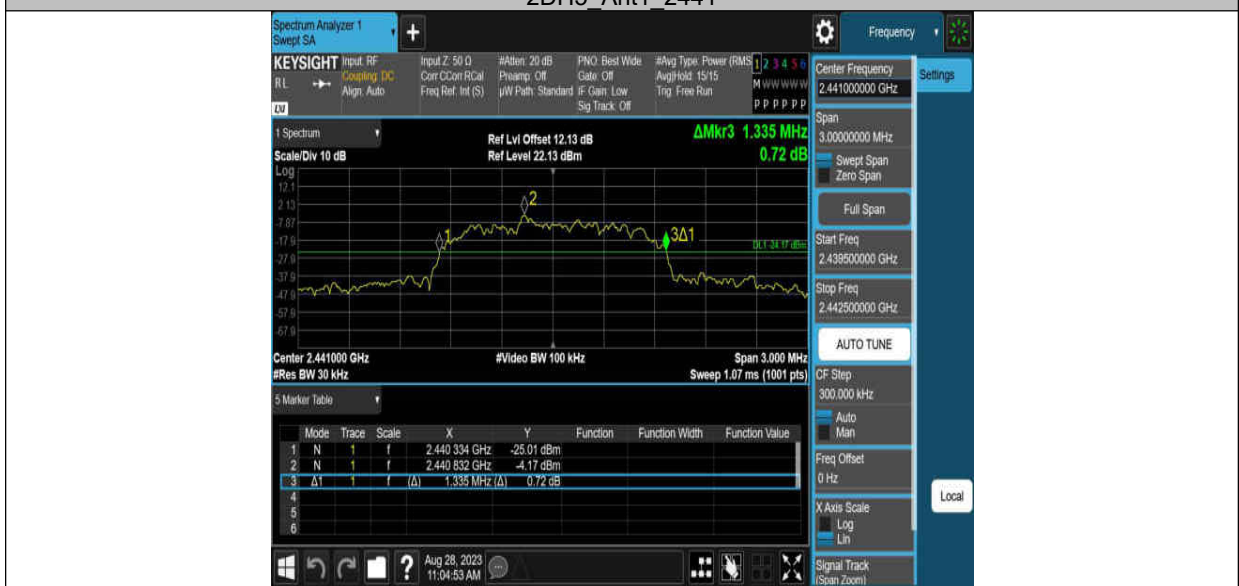 2DH5_Ant1_2441
Spectrum Analyzer 1
Swept SA
+
Frequency
KEYSIGHT
RL
LXI
Input: RF
Coupling: DC
Align: Auto
Input Z: 50 Ω
Corr CCorr RCal
Freq Ref: Int (S)
#Atten: 20 dB
Preamp: Off
µW Path: Standard
PNO: Best Wide
Gate: Off
IF Gain: Low
Sig Track: Off
#Avg Type: Power (RMS
Avg|Hold: 15/15
Trig: Free Run
1 2 3 4 5 6
M W W W W W
P P P P P P
1 Spectrum
Scale/Div 10 dB
Log
Ref Lvl Offset 12.13 dB
Ref Level 22.13 dBm
ΔMkr3 1.335 MHz
0.72 dB
12.1
2.13
-7.87
-17.9
-27.9
-37.9
-47.9
-57.9
-67.9
1
2
3Δ1
DL1 -24.17 dBm
Center 2.441000 GHz
#Res BW 30 kHz
#Video BW 100 kHz
Span 3.000 MHz
Sweep 1.07 ms (1001 pts)
5 Marker Table
Mode Trace Scale X Y Function Function Width Function Value
1 N 1 f 2.440 334 GHz -25.01 dBm
2 N 1 f 2.440 832 GHz -4.17 dBm
3 Δ1 1 f (Δ) 1.335 MHz (Δ) 0.72 dB
4
5
6
?
Aug 28, 2023
11:04:53 AM
Center Frequency
2.441000000 GHz
Span
3.00000000 MHz
Swept Span
Zero Span
Full Span
Start Freq
2.439500000 GHz
Stop Freq
2.442500000 GHz
AUTO TUNE
CF Step
300.000 kHz
Auto
Man
Freq Offset
0 Hz
X Axis Scale
Log
Lin
Signal Track
(Span Zoom)
Settings
Local